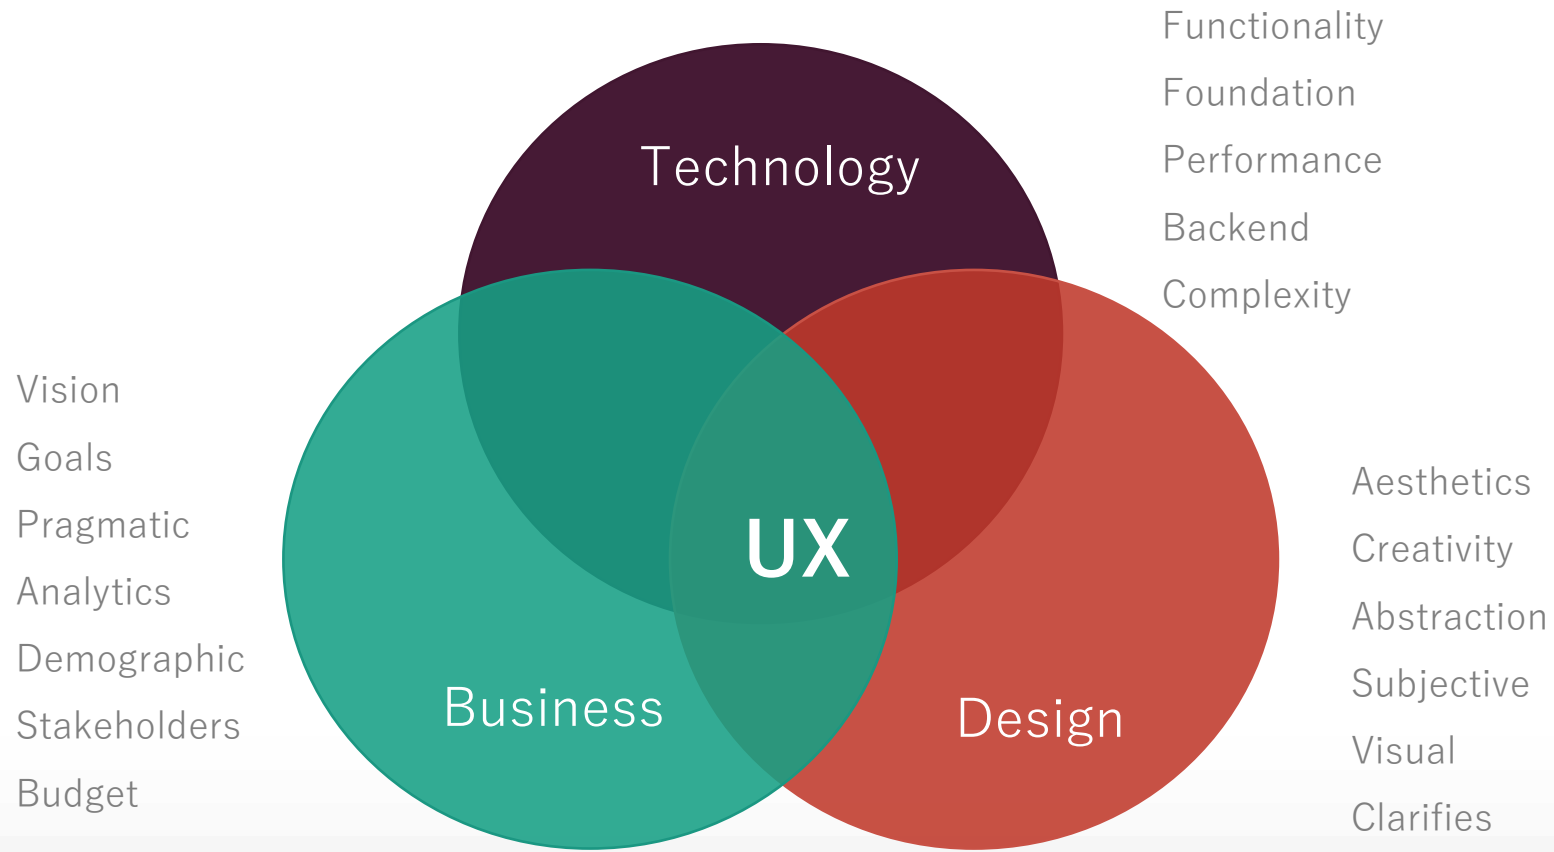 Functionality
Foundation
Performance
Backend
Complexity
Technology
Vision
Goals
Pragmatic
Analytics
Demographic
Stakeholders
Budget
UX
Business
Design
Aesthetics
Creativity
Abstraction
Subjective
Visual
Clarifies